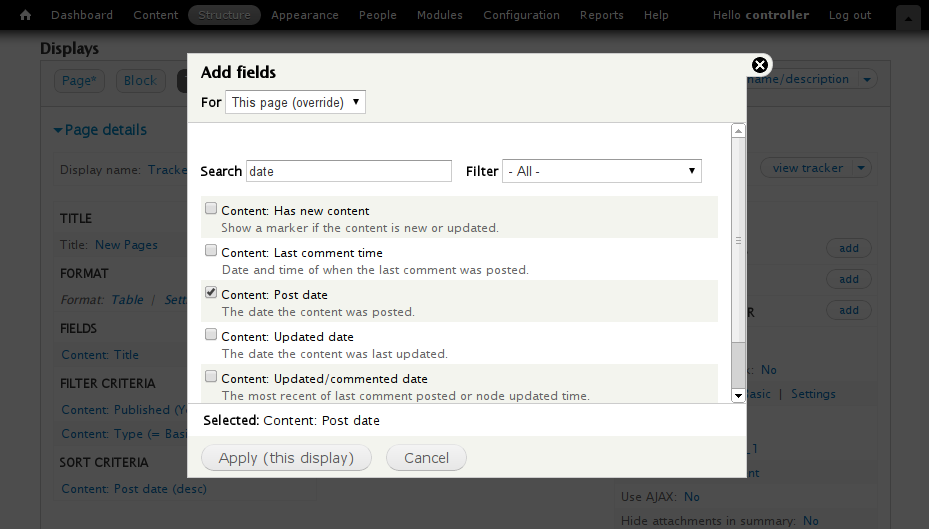 Dashboard Content Structure Appearance People Modules Configuration Reports Help Hello controller Log out
Displays
Page* Block name/description
Page details
Display name: Tracke
view tracker
TITLE
Title: New Pages
add
FORMAT
Format: Table | Sett
add
add
FIELDS
R
Content: Title
No
FILTER CRITERIA
Content: Published (Y
asic | Settings
Content: Type (= Basi
SORT CRITERIA
_1
Content: Post date (desc)
nt
Use AJAX: No
Hide attachments in summary: No
Add fields
For This page (override)
Search date Filter - All -
Content: Has new content
Show a marker if the content is new or updated.
Content: Last comment time
Date and time of when the last comment was posted.
Content: Post date
The date the content was posted.
Content: Updated date
The date the content was last updated.
Content: Updated/commented date
The most recent of last comment posted or node updated time.
Selected: Content: Post date
Apply (this display) Cancel